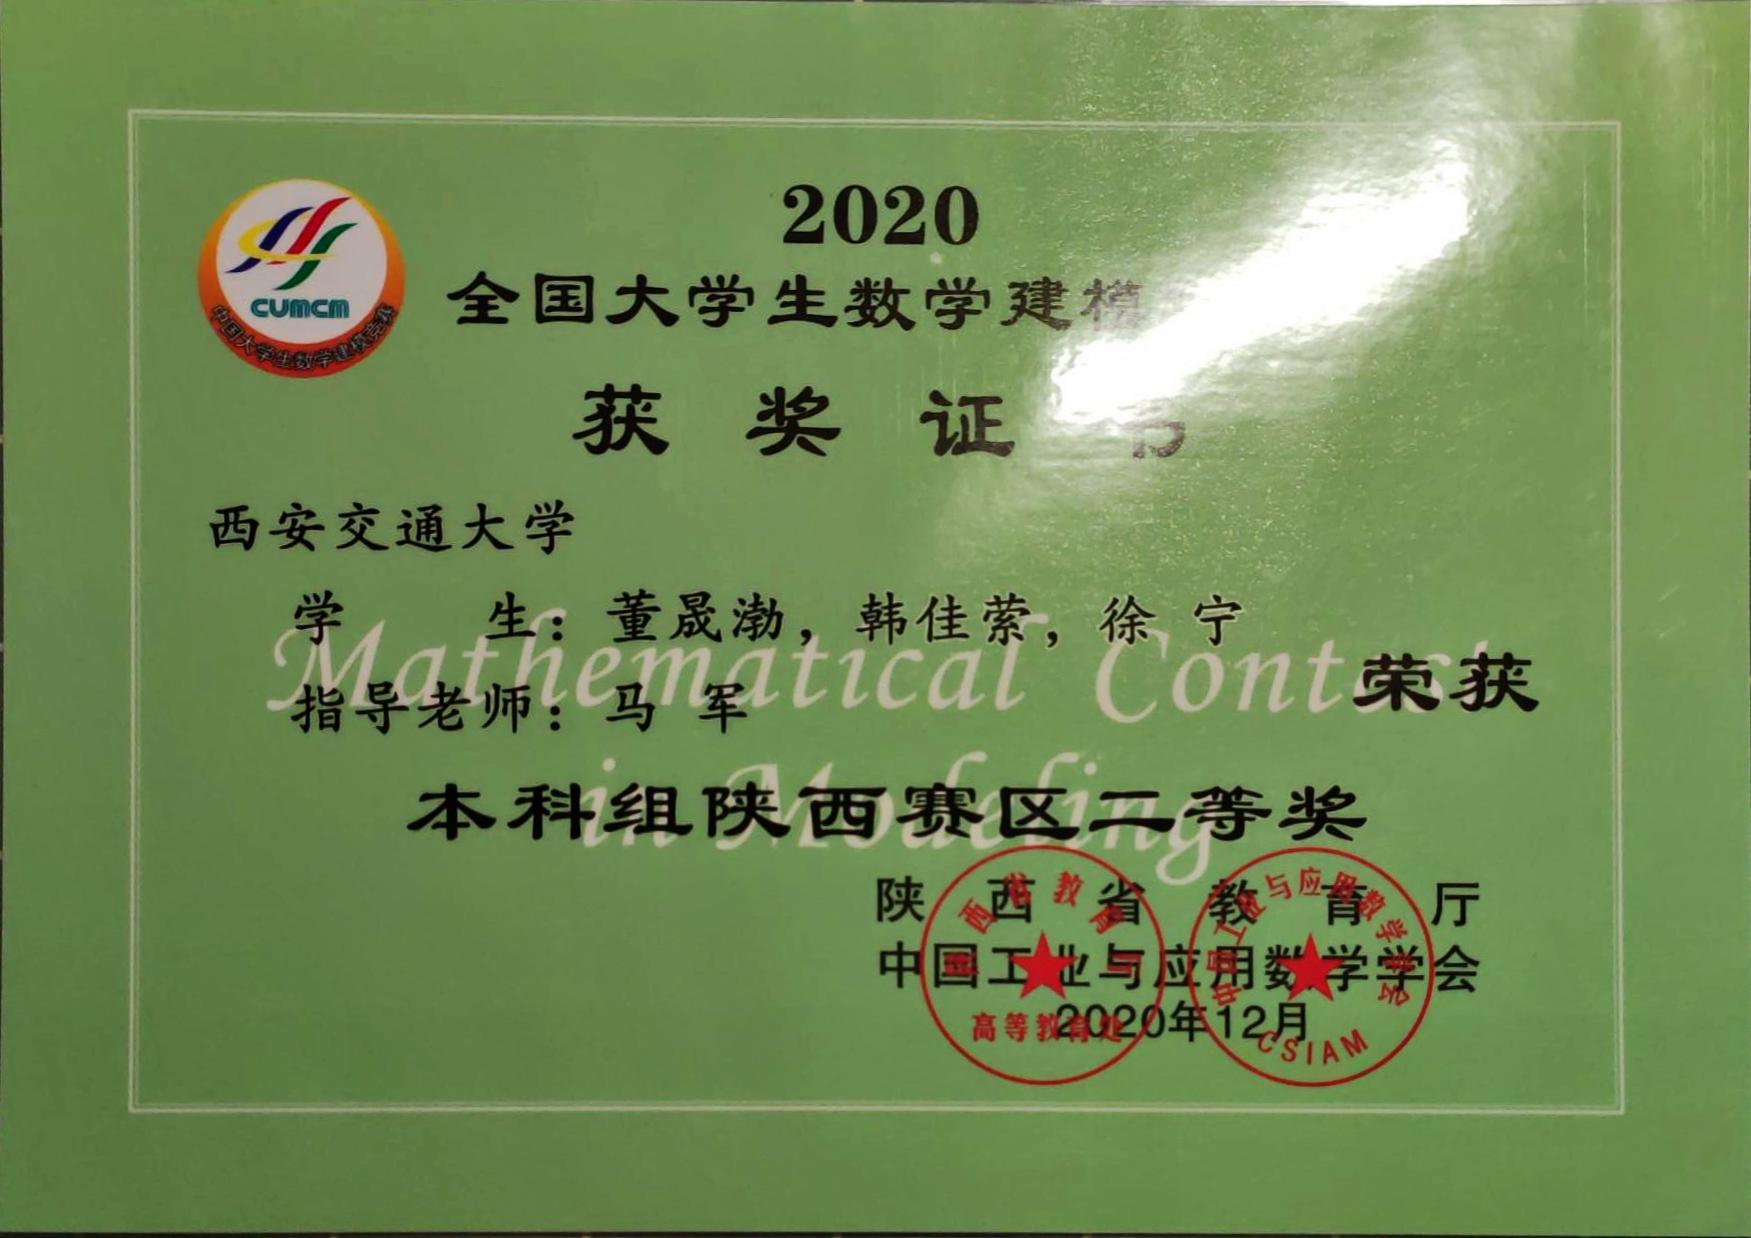 CUMCM
中国大学生数学建模竞赛
2020
全国大学生数学建模
获奖证书
西安交通大学
学生：董晟渤，韩佳萦，徐宁
指导老师：马军
荣获
Mathematical Contest
in Modeling
本科组陕西赛区二等奖
陕西省教育厅
中国工业与应用数学学会
2020年12月
陕西省教育厅
高等教育处
中国工业与应用数学学会
CSIAM